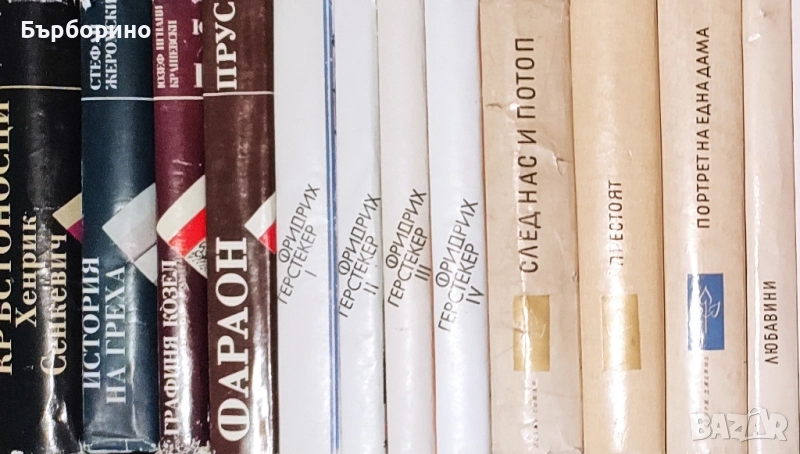 Бърборино
КРЪСТОНОСЦИ
Хенрик
Сенкевич
ЖЕРОМСКИ
ИСТОРИЯ
НА ГРЕХА
ЮЗЕФ ИГНАЦИ
КРАШЕВСКИ
ГРАФИНЯ КОЗЕЛ
ПРУС
ФАРАОН
ФРИДРИХ
ГЕРСТЕКЕР
I
ФРИДРИХ
ГЕРСТЕКЕР
II
ФРИДРИХ
ГЕРСТЕКЕР
III
ФРИДРИХ
ГЕРСТЕКЕР
IV
СЛЕД НАС И ПОТОП
ПРЕСТОЯТ
ПОРТРЕТ НА ЕДНА ДАМА
ЛЮБАВИНИ
BAZAR